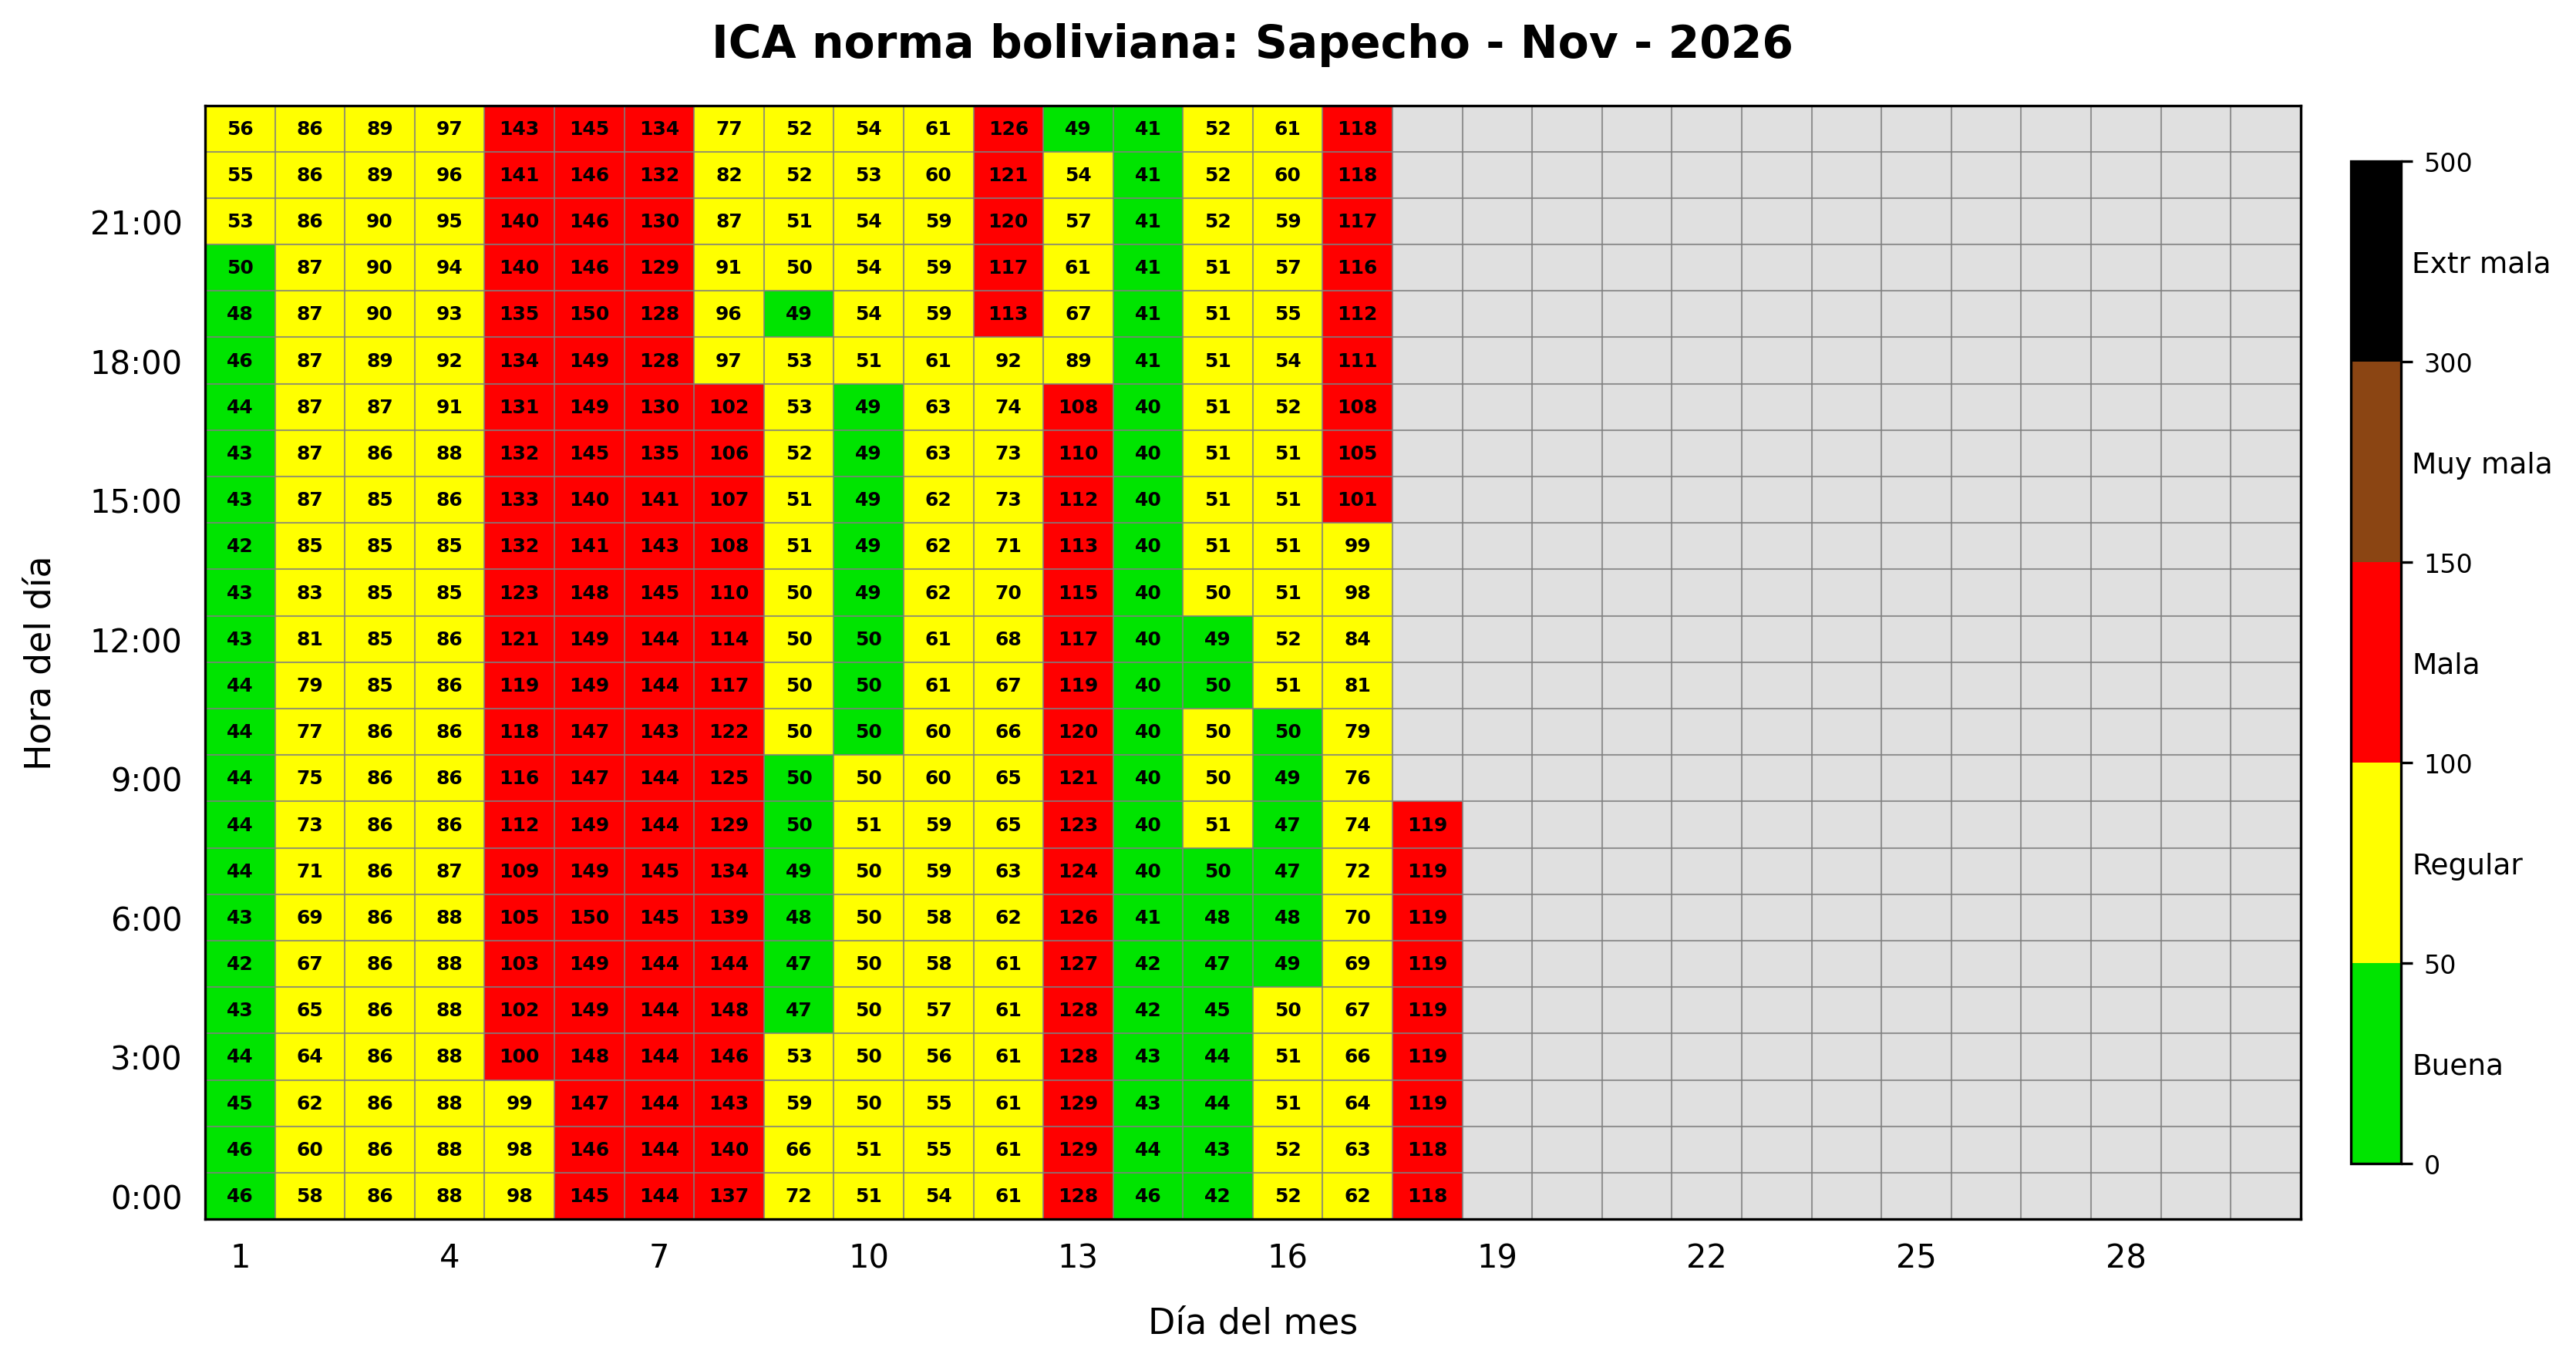 ICA norma boliviana: Sapecho - Nov - 2026
56 86 89 97 143 145 134 77 52 54 61 126 49 41 52 61 118
55 86 89 96 141 146 132 82 52 53 60 121 54 41 52 60 118
21:00 53 86 90 95 140 146 130 87 51 54 59 120 57 41 52 59 117
50 87 90 94 140 146 129 91 50 54 59 117 61 41 51 57 116
48 87 90 93 135 150 128 96 49 54 59 113 67 41 51 55 112
18:00 46 87 89 92 134 149 128 97 53 51 61 92 89 41 51 54 111
44 87 87 91 131 149 130 102 53 49 63 74 108 40 51 52 108
43 87 86 88 132 145 135 106 52 49 63 73 110 40 51 51 105
15:00 43 87 85 86 133 140 141 107 51 49 62 73 112 40 51 51 101
42 85 85 85 132 141 143 108 51 49 62 71 113 40 51 51 99
43 83 85 85 123 148 145 110 50 49 62 70 115 40 50 51 98
12:00 43 81 85 86 121 149 144 114 50 50 61 68 117 40 49 52 84
44 79 85 86 119 149 144 117 50 50 61 67 119 40 50 51 81
44 77 86 86 118 147 143 122 50 50 60 66 120 40 50 50 79
9:00 44 75 86 86 116 147 144 125 50 50 60 65 121 40 50 49 76
44 73 86 86 112 149 144 129 50 51 59 65 123 40 51 47 74 119
44 71 86 87 109 149 145 134 49 50 59 63 124 40 50 47 72 119
6:00 43 69 86 88 105 150 145 139 48 50 58 62 126 41 48 48 70 119
42 67 86 88 103 149 144 144 47 50 58 61 127 42 47 49 69 119
43 65 86 88 102 149 144 148 47 50 57 61 128 42 45 50 67 119
3:00 44 64 86 88 100 148 144 146 53 50 56 61 128 43 44 51 66 119
45 62 86 88 99 147 144 143 59 50 55 61 129 43 44 51 64 119
46 60 86 88 98 146 144 140 66 51 55 61 129 44 43 52 63 118
0:00 46 58 86 88 98 145 144 137 72 51 54 61 128 46 42 52 62 118
1 4 7 10 13 16 19 22 25 28
Día del mes
Hora del día
500
Extr mala
300
Muy mala
150
Mala
100
Regular
50
Buena
0